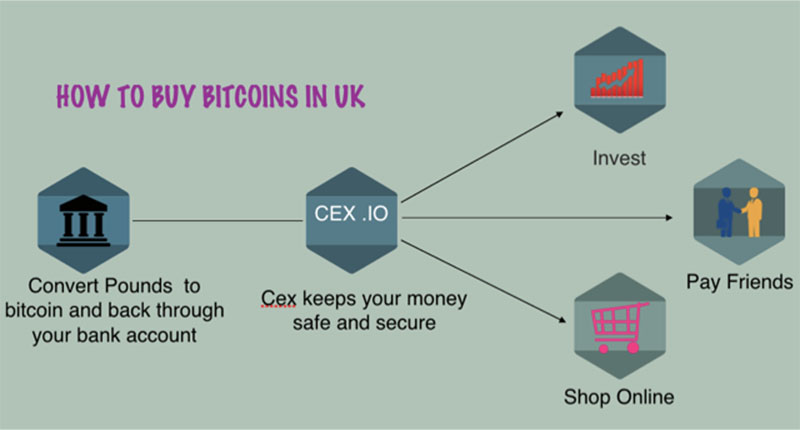 HOW TO BUY BITCOINS IN UK
Invest
CEX .IO
Convert Pounds to
bitcoin and back through
your bank account
Cex keeps your money
safe and secure
Pay Friends
Shop Online